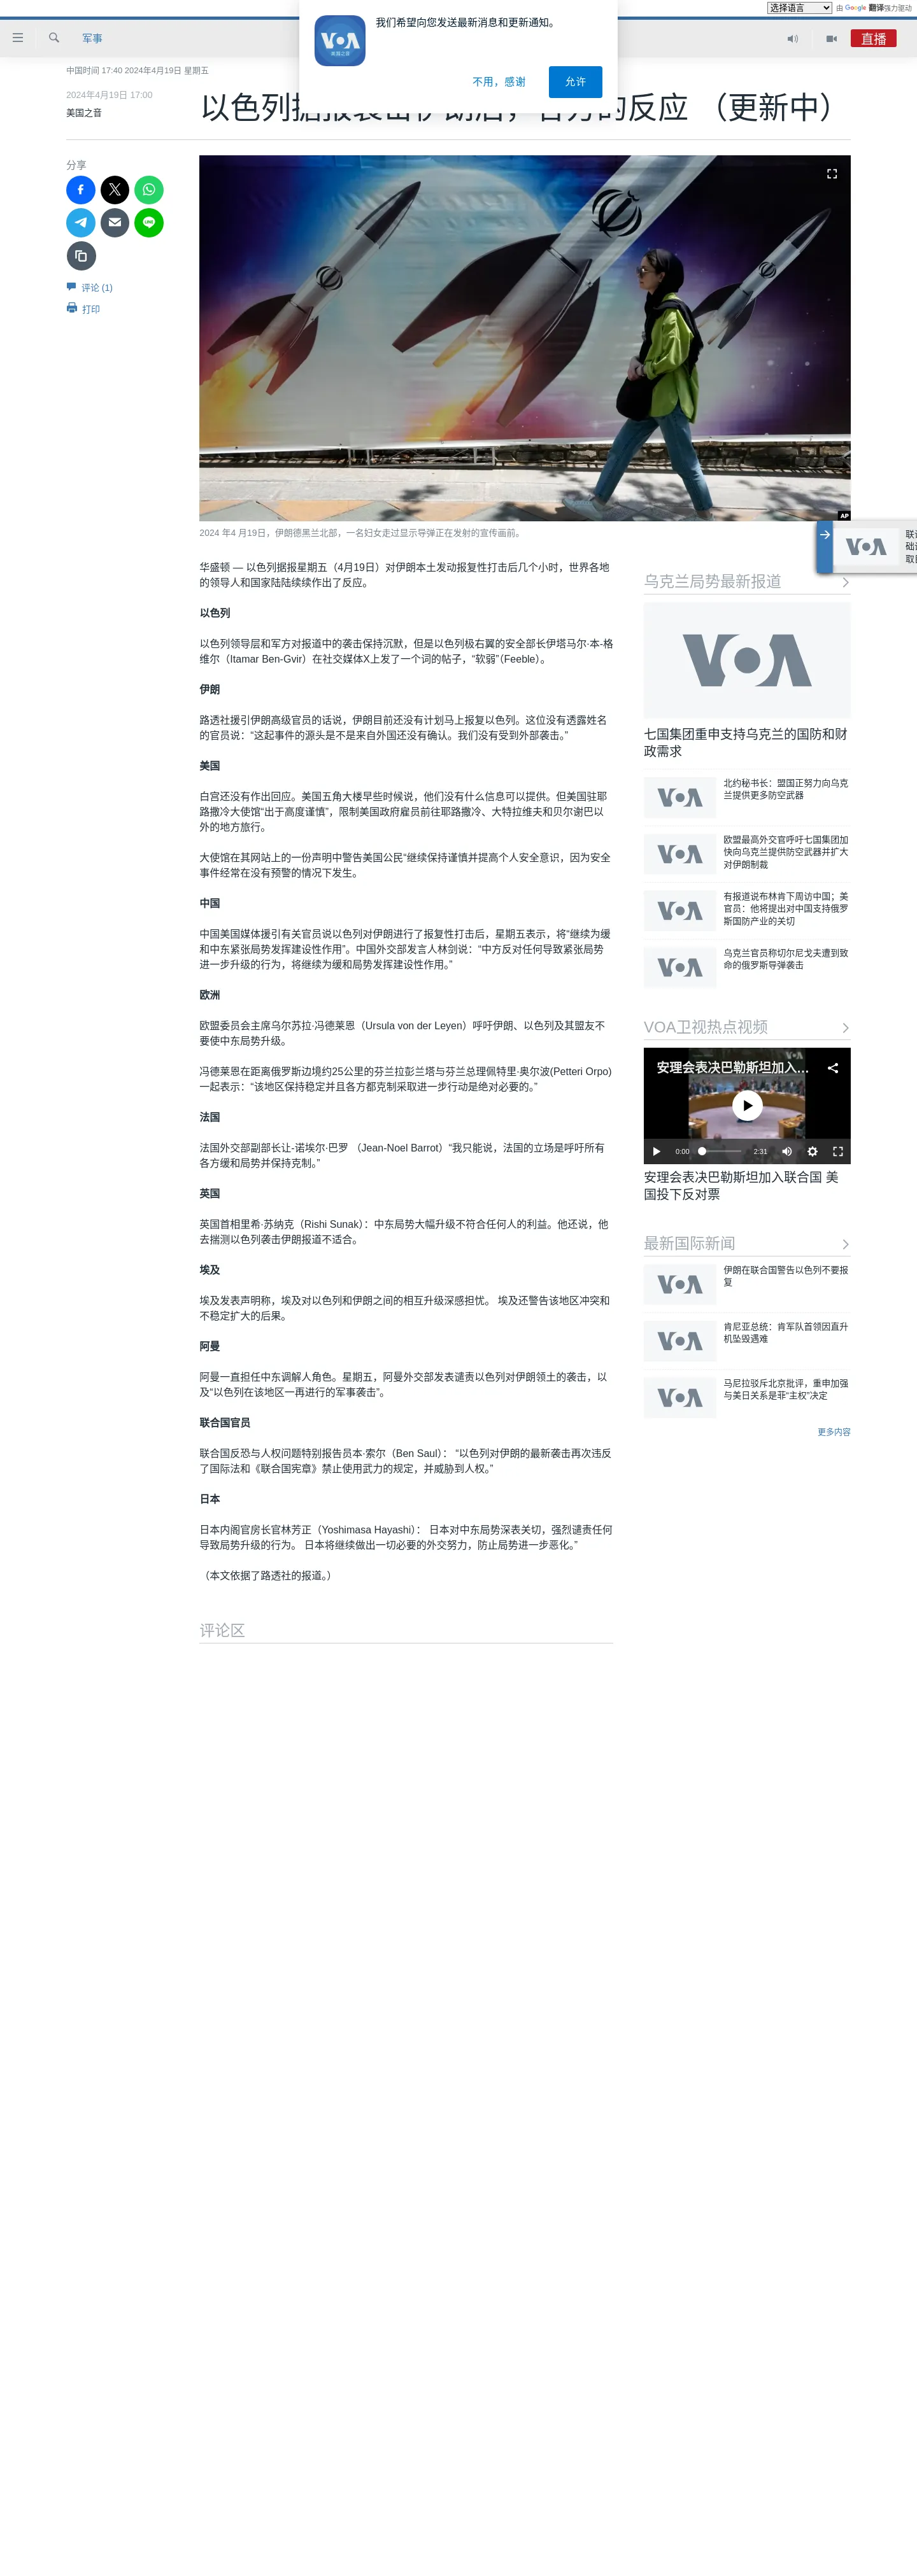 选择语言 由 Google 翻译强力驱动
我们希望向您发送最新消息和更新通知。
VOA
美国之音
不用，感谢
允许
军事
直播
中国时间 17:40 2024年4月19日 星期五
2024年4月19日 17:00
美国之音
以色列据报袭击伊朗后，各方的反应 （更新中）
分享
LINE
评论 (1)
打印
AP
2024 年4 月19日，伊朗德黑兰北部，一名妇女走过显示导弹正在发射的宣传画前。
华盛顿 — 以色列据报星期五（4月19日）对伊朗本土发动报复性打击后几个小时，世界各地
的领导人和国家陆陆续续作出了反应。
以色列
以色列领导层和军方对报道中的袭击保持沉默，但是以色列极右翼的安全部长伊塔马尔·本-格
维尔（Itamar Ben-Gvir）在社交媒体X上发了一个词的帖子，“软弱”（Feeble）。
伊朗
路透社援引伊朗高级官员的话说，伊朗目前还没有计划马上报复以色列。这位没有透露姓名
的官员说：“这起事件的源头是不是来自外国还没有确认。我们没有受到外部袭击。”
美国
白宫还没有作出回应。美国五角大楼早些时候说，他们没有什么信息可以提供。但美国驻耶
路撒冷大使馆“出于高度谨慎”，限制美国政府雇员前往耶路撒冷、大特拉维夫和贝尔谢巴以
外的地方旅行。
大使馆在其网站上的一份声明中警告美国公民“继续保持谨慎并提高个人安全意识，因为安全
事件经常在没有预警的情况下发生。
中国
中国美国媒体援引有关官员说以色列对伊朗进行了报复性打击后，星期五表示，将“继续为缓
和中东紧张局势发挥建设性作用”。中国外交部发言人林剑说：“中方反对任何导致紧张局势
进一步升级的行为，将继续为缓和局势发挥建设性作用。”
欧洲
欧盟委员会主席乌尔苏拉·冯德莱恩（Ursula von der Leyen）呼吁伊朗、以色列及其盟友不
要使中东局势升级。
冯德莱恩在距离俄罗斯边境约25公里的芬兰拉彭兰塔与芬兰总理佩特里·奥尔波(Petteri Orpo)
一起表示：“该地区保持稳定并且各方都克制采取进一步行动是绝对必要的。”
法国
法国外交部副部长让-诺埃尔·巴罗 （Jean-Noel Barrot）“我只能说，法国的立场是呼吁所有
各方缓和局势并保持克制。”
英国
英国首相里希·苏纳克（Rishi Sunak）：中东局势大幅升级不符合任何人的利益。他还说，他
去揣测以色列袭击伊朗报道不适合。
埃及
埃及发表声明称，埃及对以色列和伊朗之间的相互升级深感担忧。 埃及还警告该地区冲突和
不稳定扩大的后果。
阿曼
阿曼一直担任中东调解人角色。星期五，阿曼外交部发表谴责以色列对伊朗领土的袭击，以
及“以色列在该地区一再进行的军事袭击”。
联合国官员
联合国反恐与人权问题特别报告员本·索尔（Ben Saul）： “以色列对伊朗的最新袭击再次违反
了国际法和《联合国宪章》禁止使用武力的规定，并威胁到人权。”
日本
日本内阁官房长官林芳正（Yoshimasa Hayashi）： 日本对中东局势深表关切，强烈谴责任何
导致局势升级的行为。 日本将继续做出一切必要的外交努力，防止局势进一步恶化。”
（本文依据了路透社的报道。）
评论区
VOA
乌克兰局势最新报道
VOA
七国集团重申支持乌克兰的国防和财
政需求
VOA
北约秘书长：盟国正努力向乌克
兰提供更多防空武器
VOA
欧盟最高外交官呼吁七国集团加
快向乌克兰提供防空武器并扩大
对伊朗制裁
VOA
有报道说布林肯下周访中国；美
官员：他将提出对中国支持俄罗
斯国防产业的关切
VOA
乌克兰官员称切尔尼戈夫遭到致
命的俄罗斯导弹袭击
VOA卫视热点视频
安理会表决巴勒斯坦加入...
VOA
0:00
2:31
安理会表决巴勒斯坦加入联合国 美
国投下反对票
最新国际新闻
VOA
伊朗在联合国警告以色列不要报
复
VOA
肯尼亚总统：肯军队首领因直升
机坠毁遇难
VOA
马尼拉驳斥北京批评，重申加强
与美日关系是菲“主权”决定
更多内容